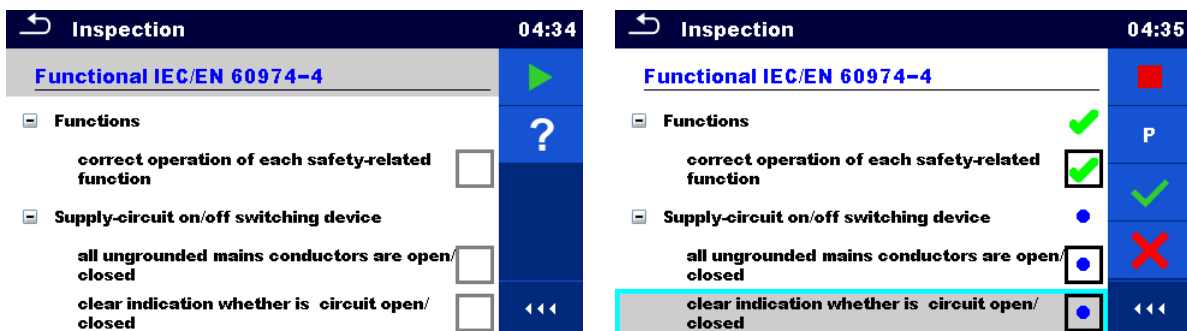 Inspection 04:34
Functional IEC/EN 60974-4
Functions
correct operation of each safety-related
function
Supply-circuit on/off switching device
all ungrounded mains conductors are open/
closed
clear indication whether is circuit open/
closed
?
Inspection 04:35
Functional IEC/EN 60974-4
Functions
correct operation of each safety-related
function
Supply-circuit on/off switching device
all ungrounded mains conductors are open/
closed
clear indication whether is circuit open/
closed
P